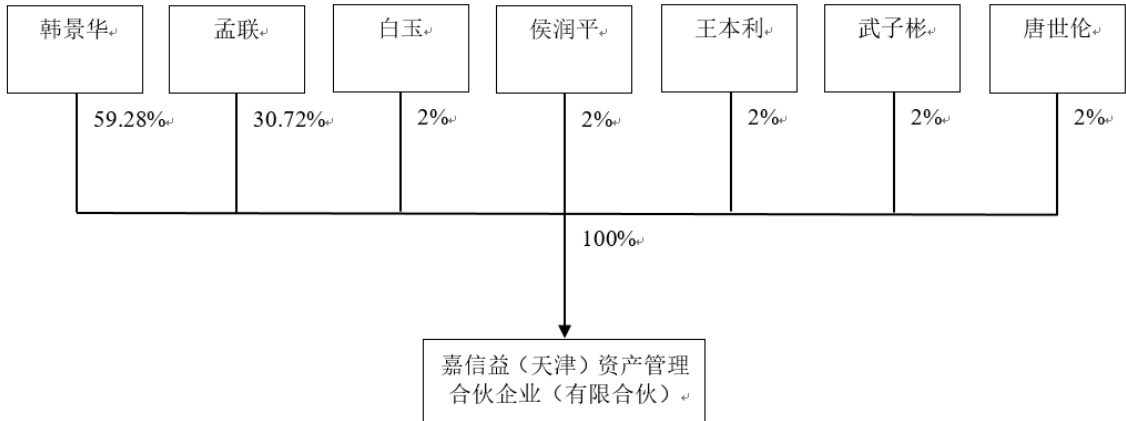 韩景华
孟联
白玉
侯润平
王本利
武子彬
唐世伦
59.28%
30.72%
2%
2%
2%
2%
2%
100%
嘉信益（天津）资产管理
合伙企业（有限合伙）